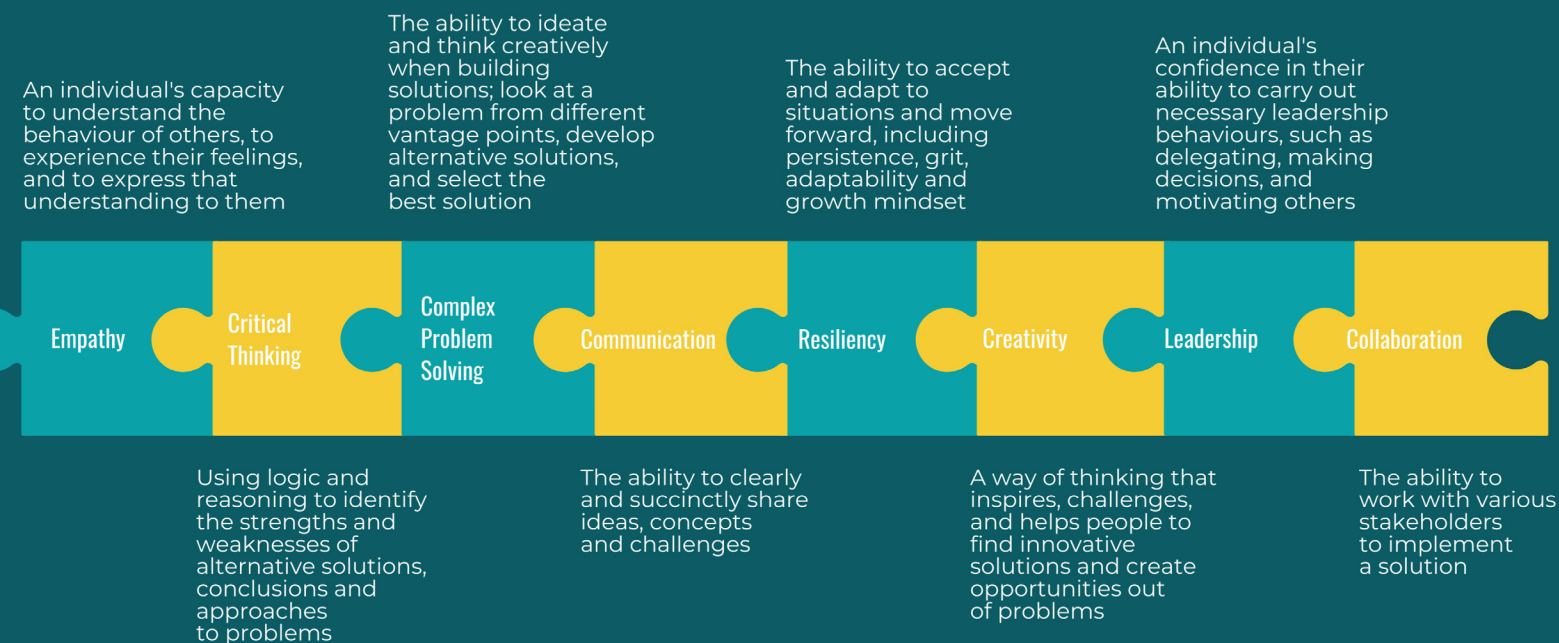 An individual's capacity
to understand the
behaviour of others, to
experience their feelings,
and to express that
understanding to them
The ability to ideate
and think creatively
when building
solutions; look at a
problem from different
vantage points, develop
alternative solutions,
and select the
best solution
The ability to accept
and adapt to
situations and move
forward, including
persistence, grit,
adaptability and
growth mindset
An individual's
confidence in their
ability to carry out
necessary leadership
behaviours, such as
delegating, making
decisions, and
motivating others
Empathy
Critical
Thinking
Complex
Problem
Solving
Communication
Resiliency
Creativity
Leadership
Collaboration
Using logic and
reasoning to identify
the strengths and
weaknesses of
alternative solutions,
conclusions and
approaches
to problems
The ability to clearly
and succinctly share
ideas, concepts
and challenges
A way of thinking that
inspires, challenges,
and helps people to
find innovative
solutions and create
opportunities out
of problems
The ability to
work with various
stakeholders
to implement
a solution